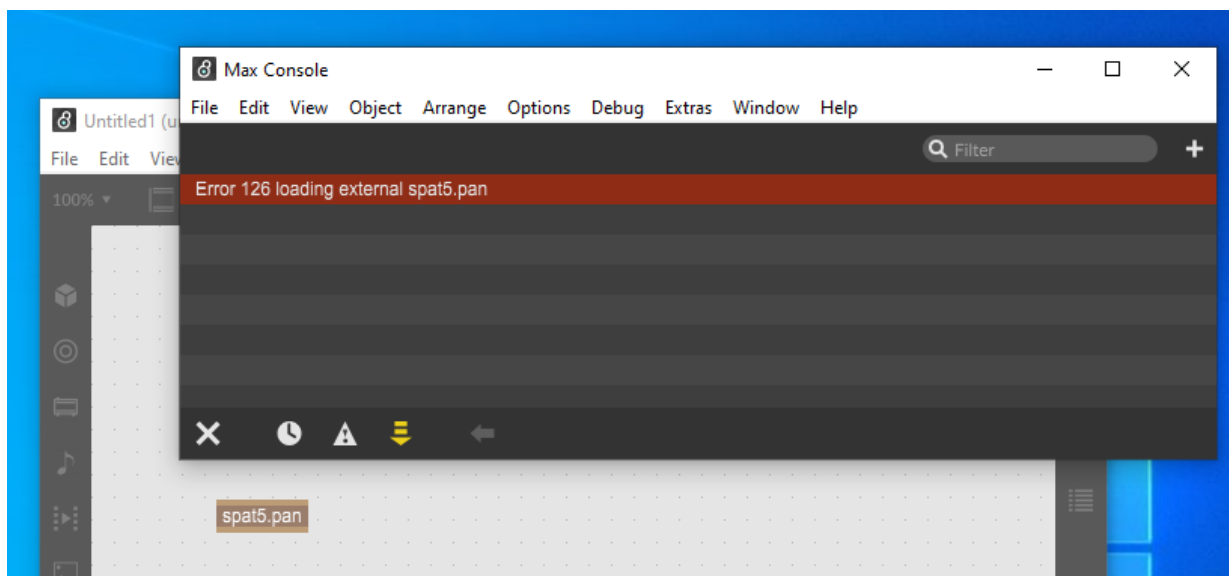 Max Console
File Edit View Object Arrange Options Debug Extras Window Help
Filter
Error 126 loading external spat5.pan
Untitled1 (u
File Edit View
100%
spat5.pan